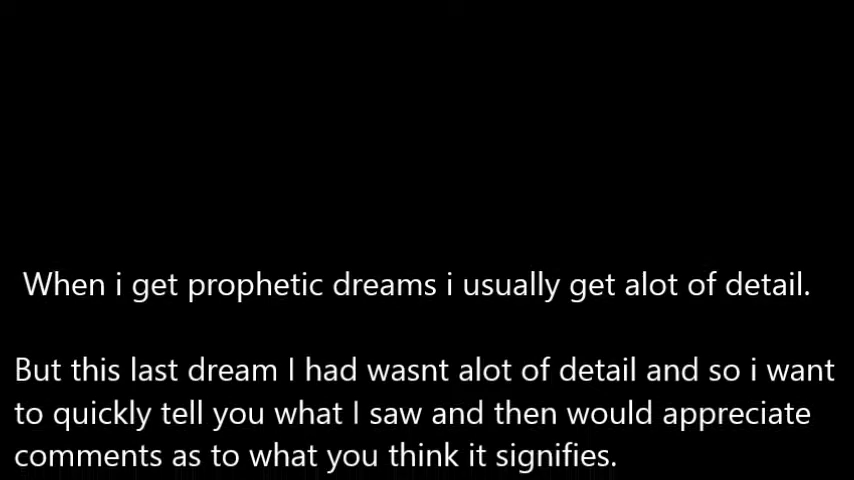 When i get prophetic dreams i usually get alot of detail.
But this last dream I had wasnt alot of detail and so i want
to quickly tell you what I saw and then would appreciate
comments as to what you think it signifies.